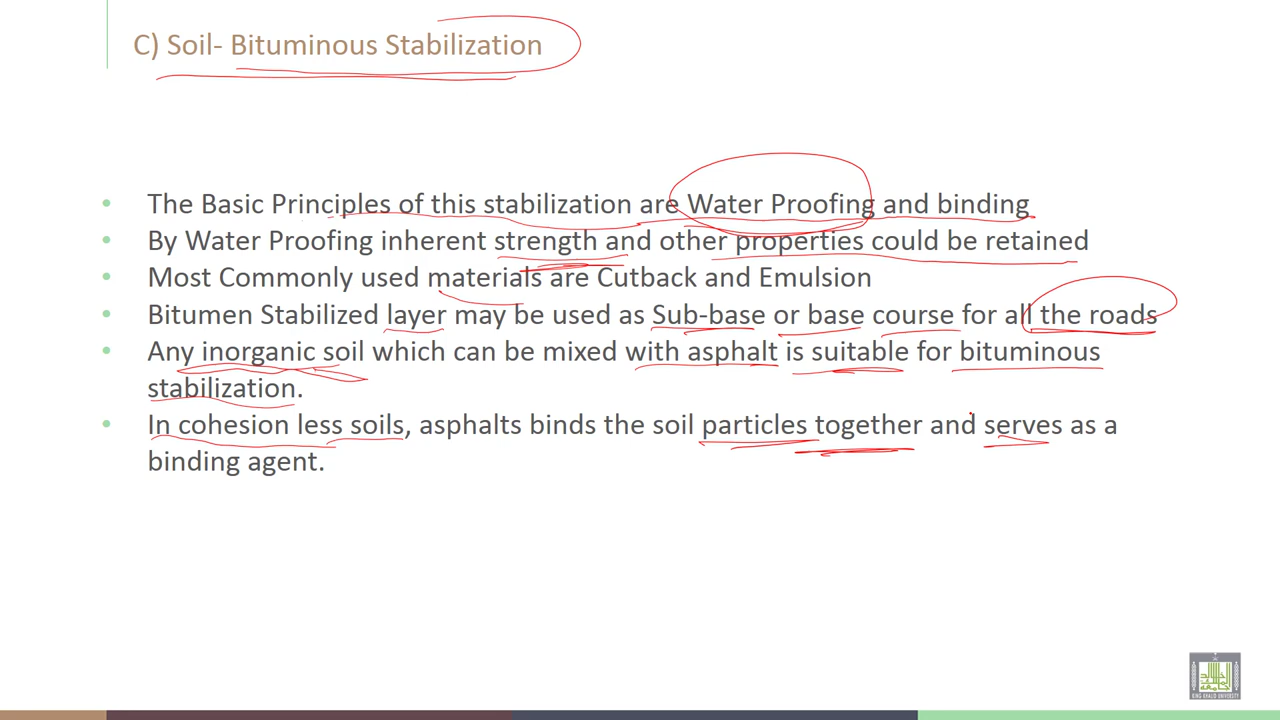 C) Soil- Bituminous Stabilization
The Basic Principles of this stabilization are Water Proofing and binding
By Water Proofing inherent strength and other properties could be retained
Most Commonly used materials are Cutback and Emulsion
Bitumen Stabilized layer may be used as Sub-base or base course for all the roads
Any inorganic soil which can be mixed with asphalt is suitable for bituminous
stabilization.
In cohesion less soils, asphalts binds the soil particles together and serves as a
binding agent.
KING KHALID UNIVERSITY